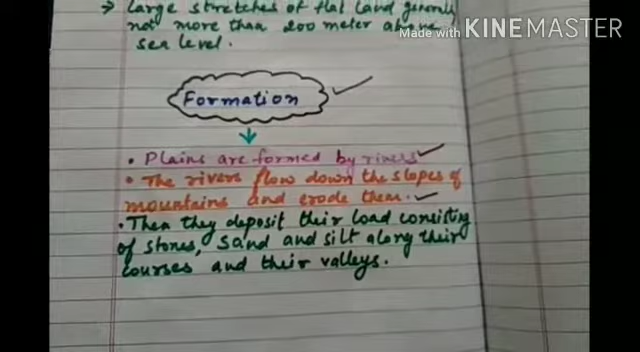 → Large stretches of flat land generally
not more than 200 meter above
sea level.
Made with KINEMASTER
Formation
• Plains are formed by rivers
• The rivers flow down the slopes of
mountains and erode them.
• Then they deposit their load consisting
of stones, sand and silt along their
courses and their valleys.